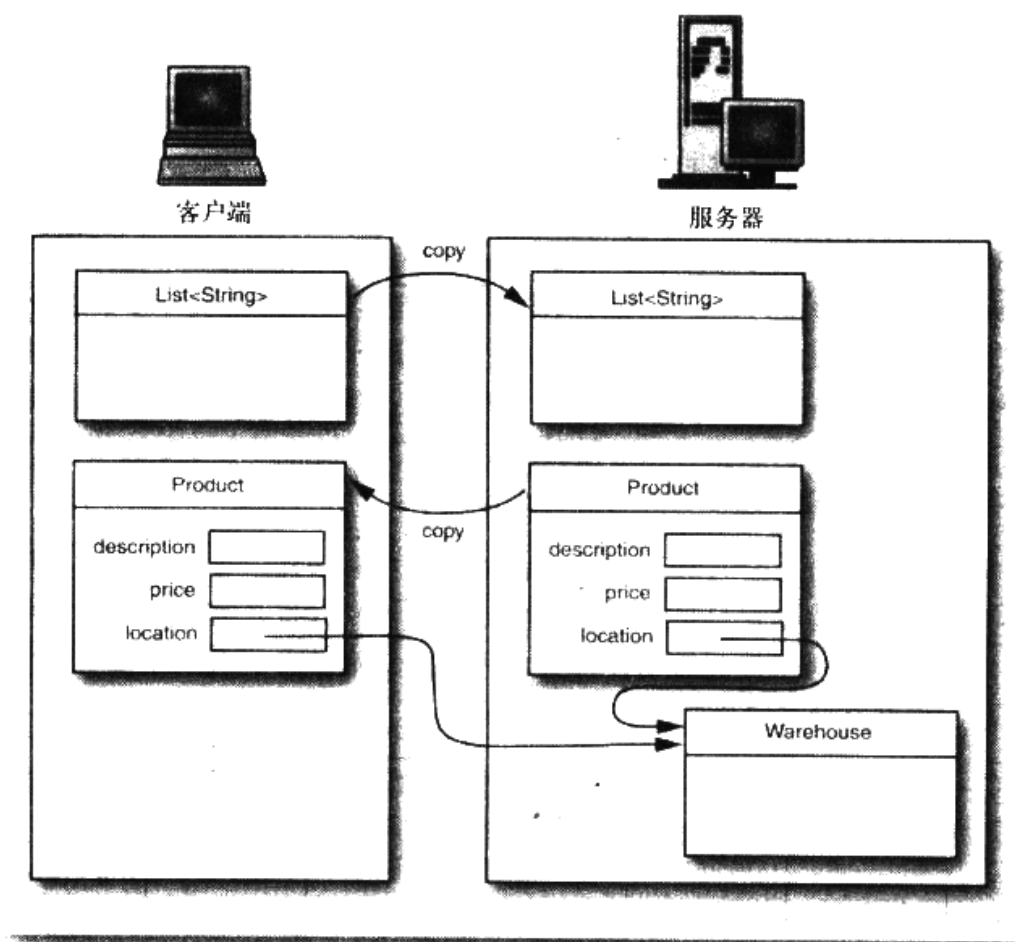 客户端
服务器
copy
List<String>
List<String>
Product
Product
copy
description
price
location
description
price
location
Warehouse